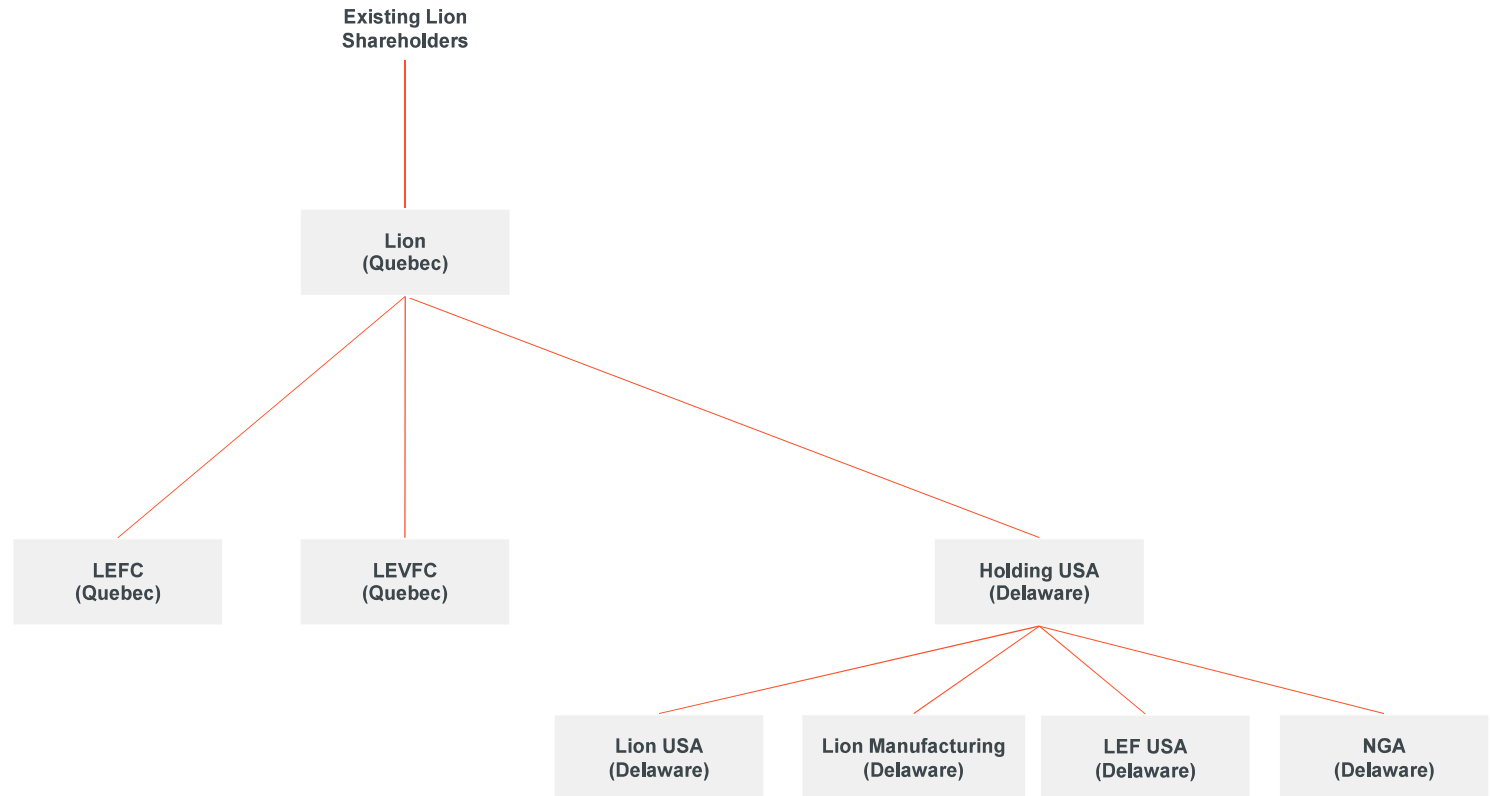 Existing Lion
Shareholders
Lion
(Quebec)
LEFC
(Quebec)
LEVFC
(Quebec)
Holding USA
(Delaware)
Lion USA
(Delaware)
Lion Manufacturing
(Delaware)
LEF USA
(Delaware)
NGA
(Delaware)